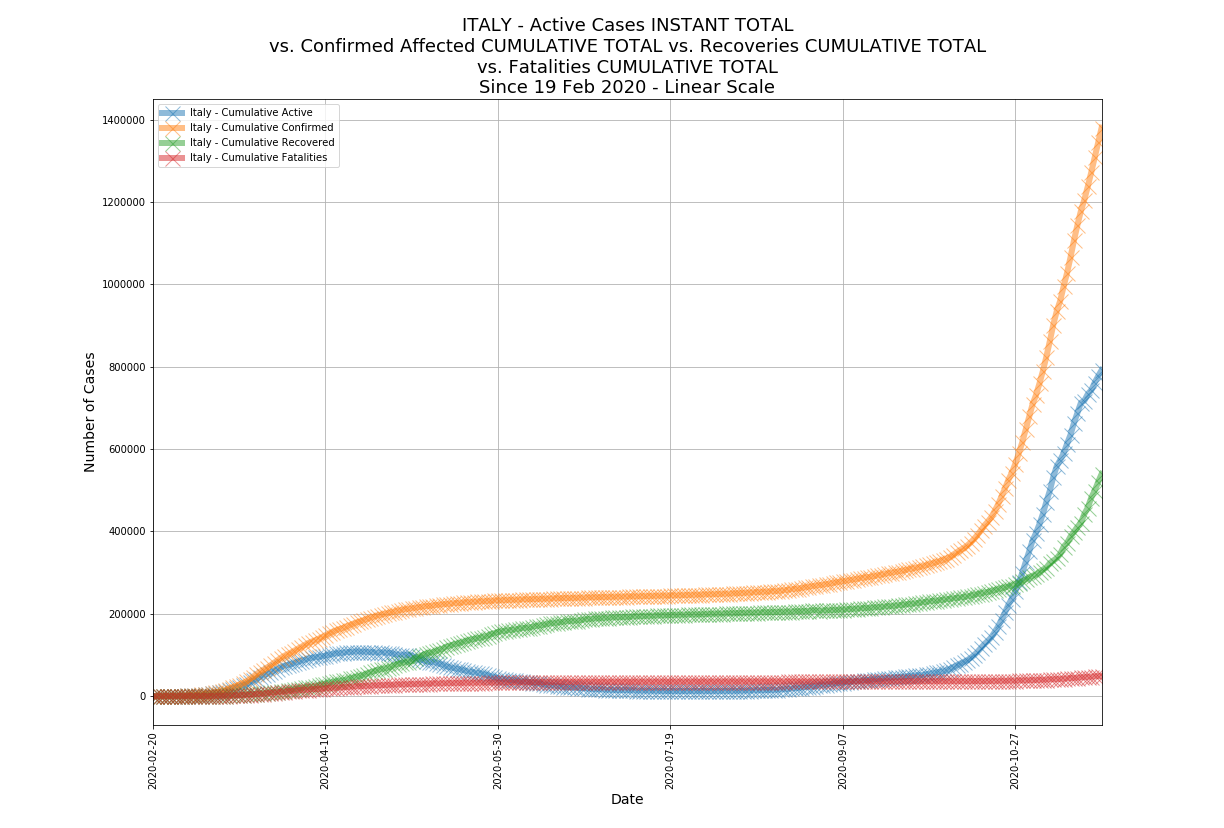 ITALY - Active Cases INSTANT TOTAL
vs. Confirmed Affected CUMULATIVE TOTAL vs. Recoveries CUMULATIVE TOTAL
vs. Fatalities CUMULATIVE TOTAL
Since 19 Feb 2020 - Linear Scale
Italy - Cumulative Active
Italy - Cumulative Confirmed
Italy - Cumulative Recovered
Italy - Cumulative Fatalities
1400000
1200000
1000000
800000
600000
400000
200000
0
Number of Cases
2020-02-20
2020-04-10
2020-05-30
2020-07-19
2020-09-07
2020-10-27
Date